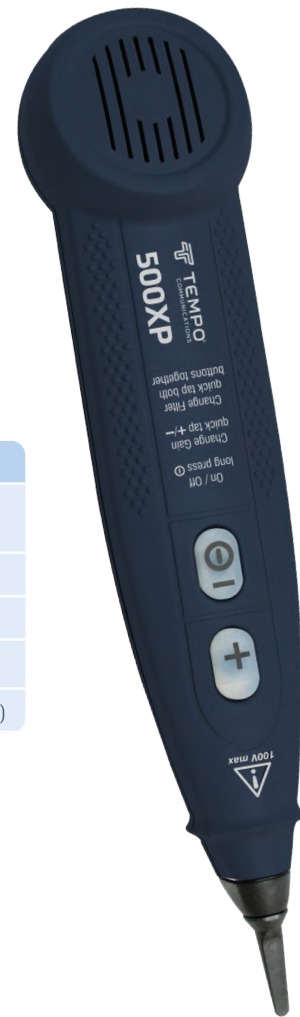 TEMPO
COMMUNICATIONS
500XP
On / Off
long press
Change Gain
quick tap +/–
Change Filter
quick tap both
buttons together
–
+
100V max
)